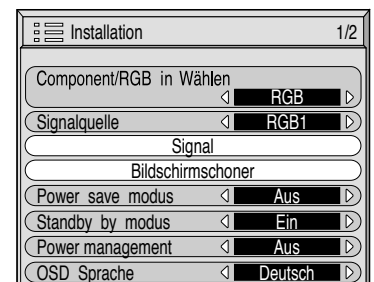 Installation 1/2
Component/RGB in Wählen
RGB
Signalquelle RGB1
Signal
Bildschirmschoner
Power save modus Aus
Standby by modus Ein
Power management Aus
OSD Sprache Deutsch